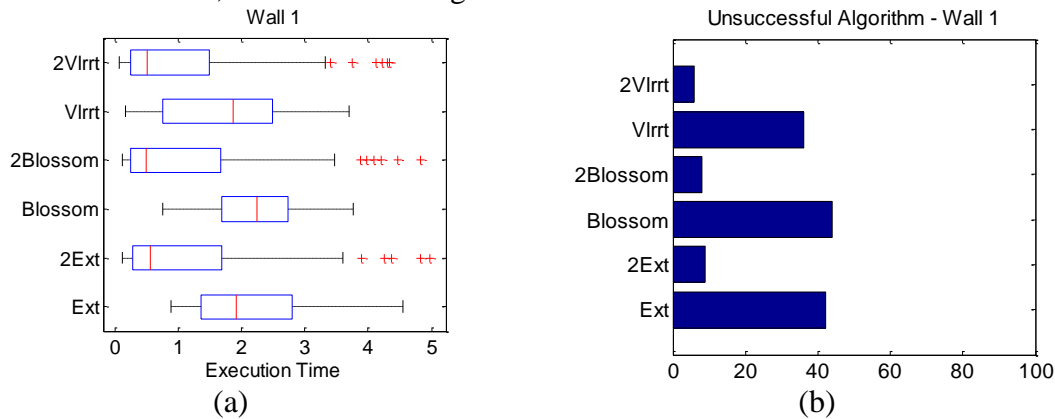 Wall 1
2VIrrt
VIrrt
2Blossom
Blossom
2Ext
Ext
0 1 2 3 4 5
Execution Time
(a)
Unsuccessful Algorithm - Wall 1
2VIrrt
VIrrt
2Blossom
Blossom
2Ext
Ext
0 20 40 60 80 100
(b)